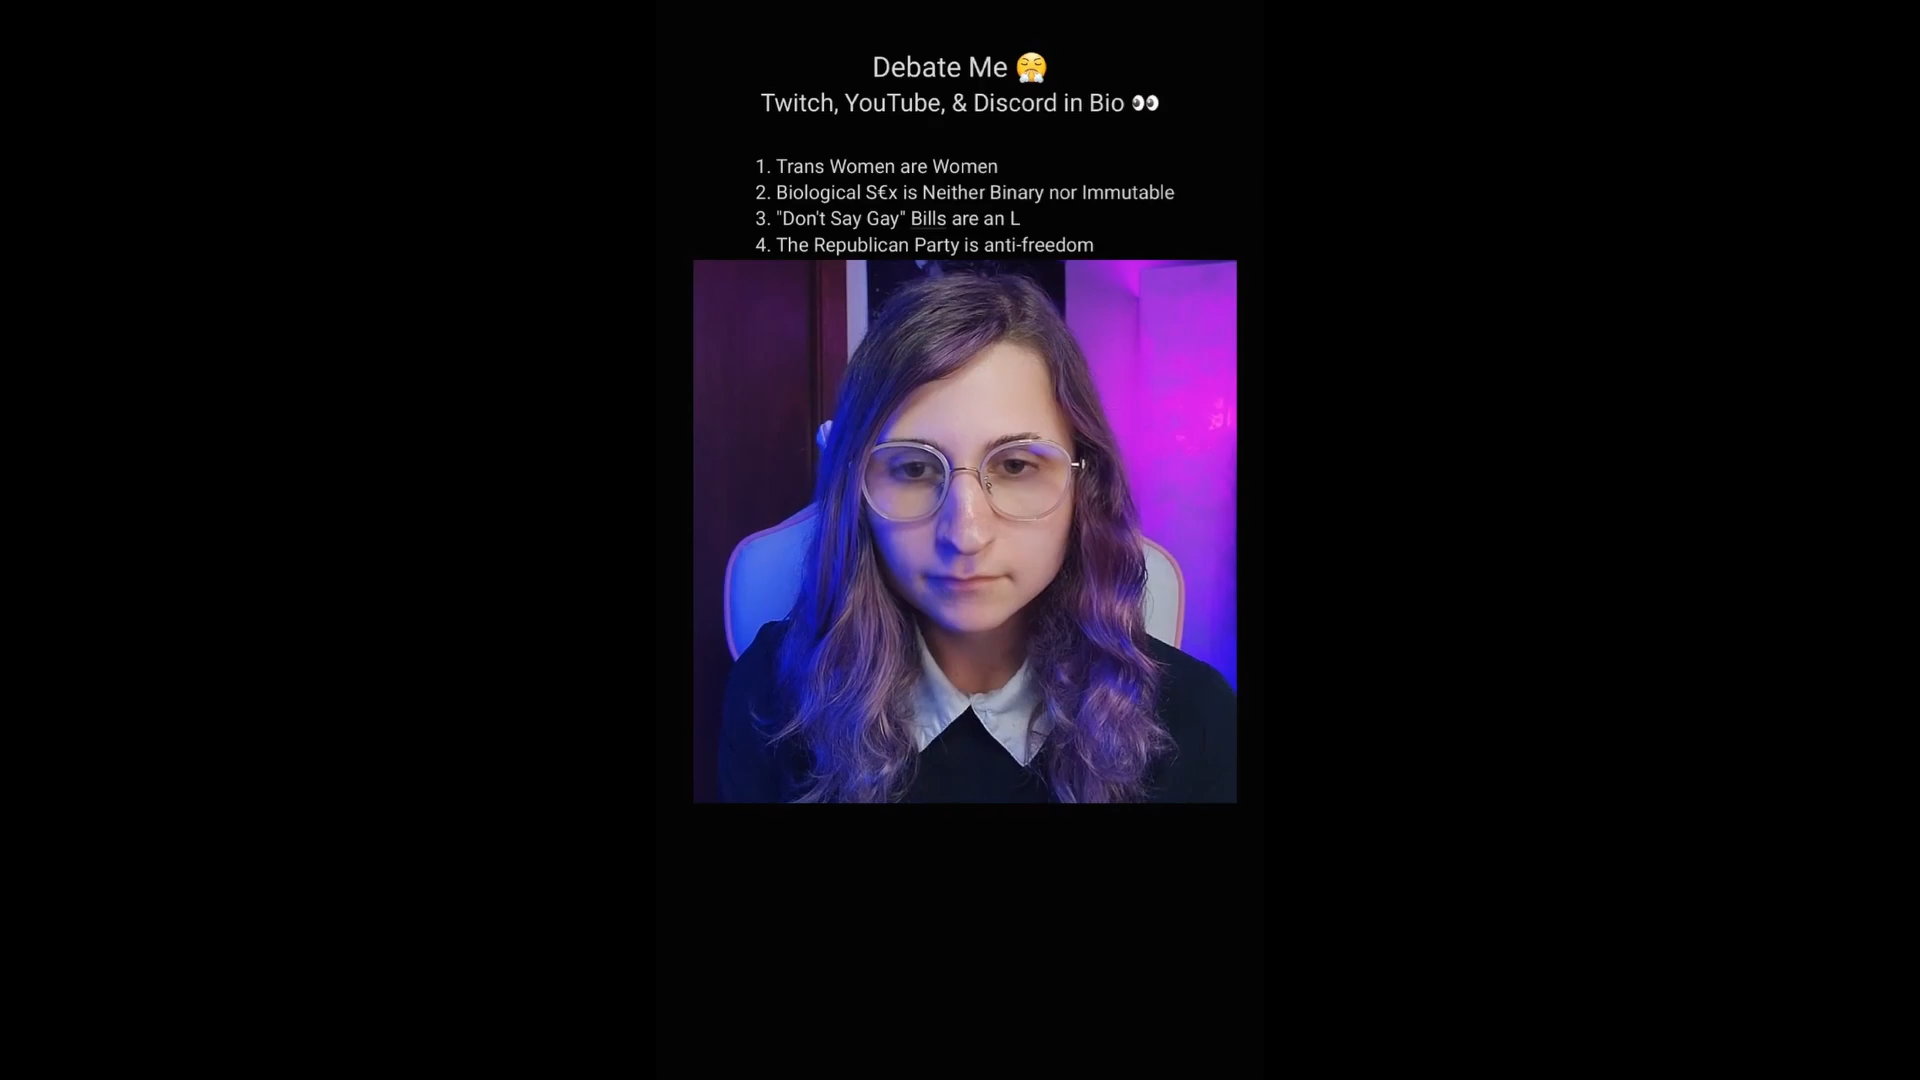 Debate Me 😤
Twitch, YouTube, & Discord in Bio 👀
1. Trans Women are Women
2. Biological S€x is Neither Binary nor Immutable
3. "Don't Say Gay" Bills are an L
4. The Republican Party is anti-freedom